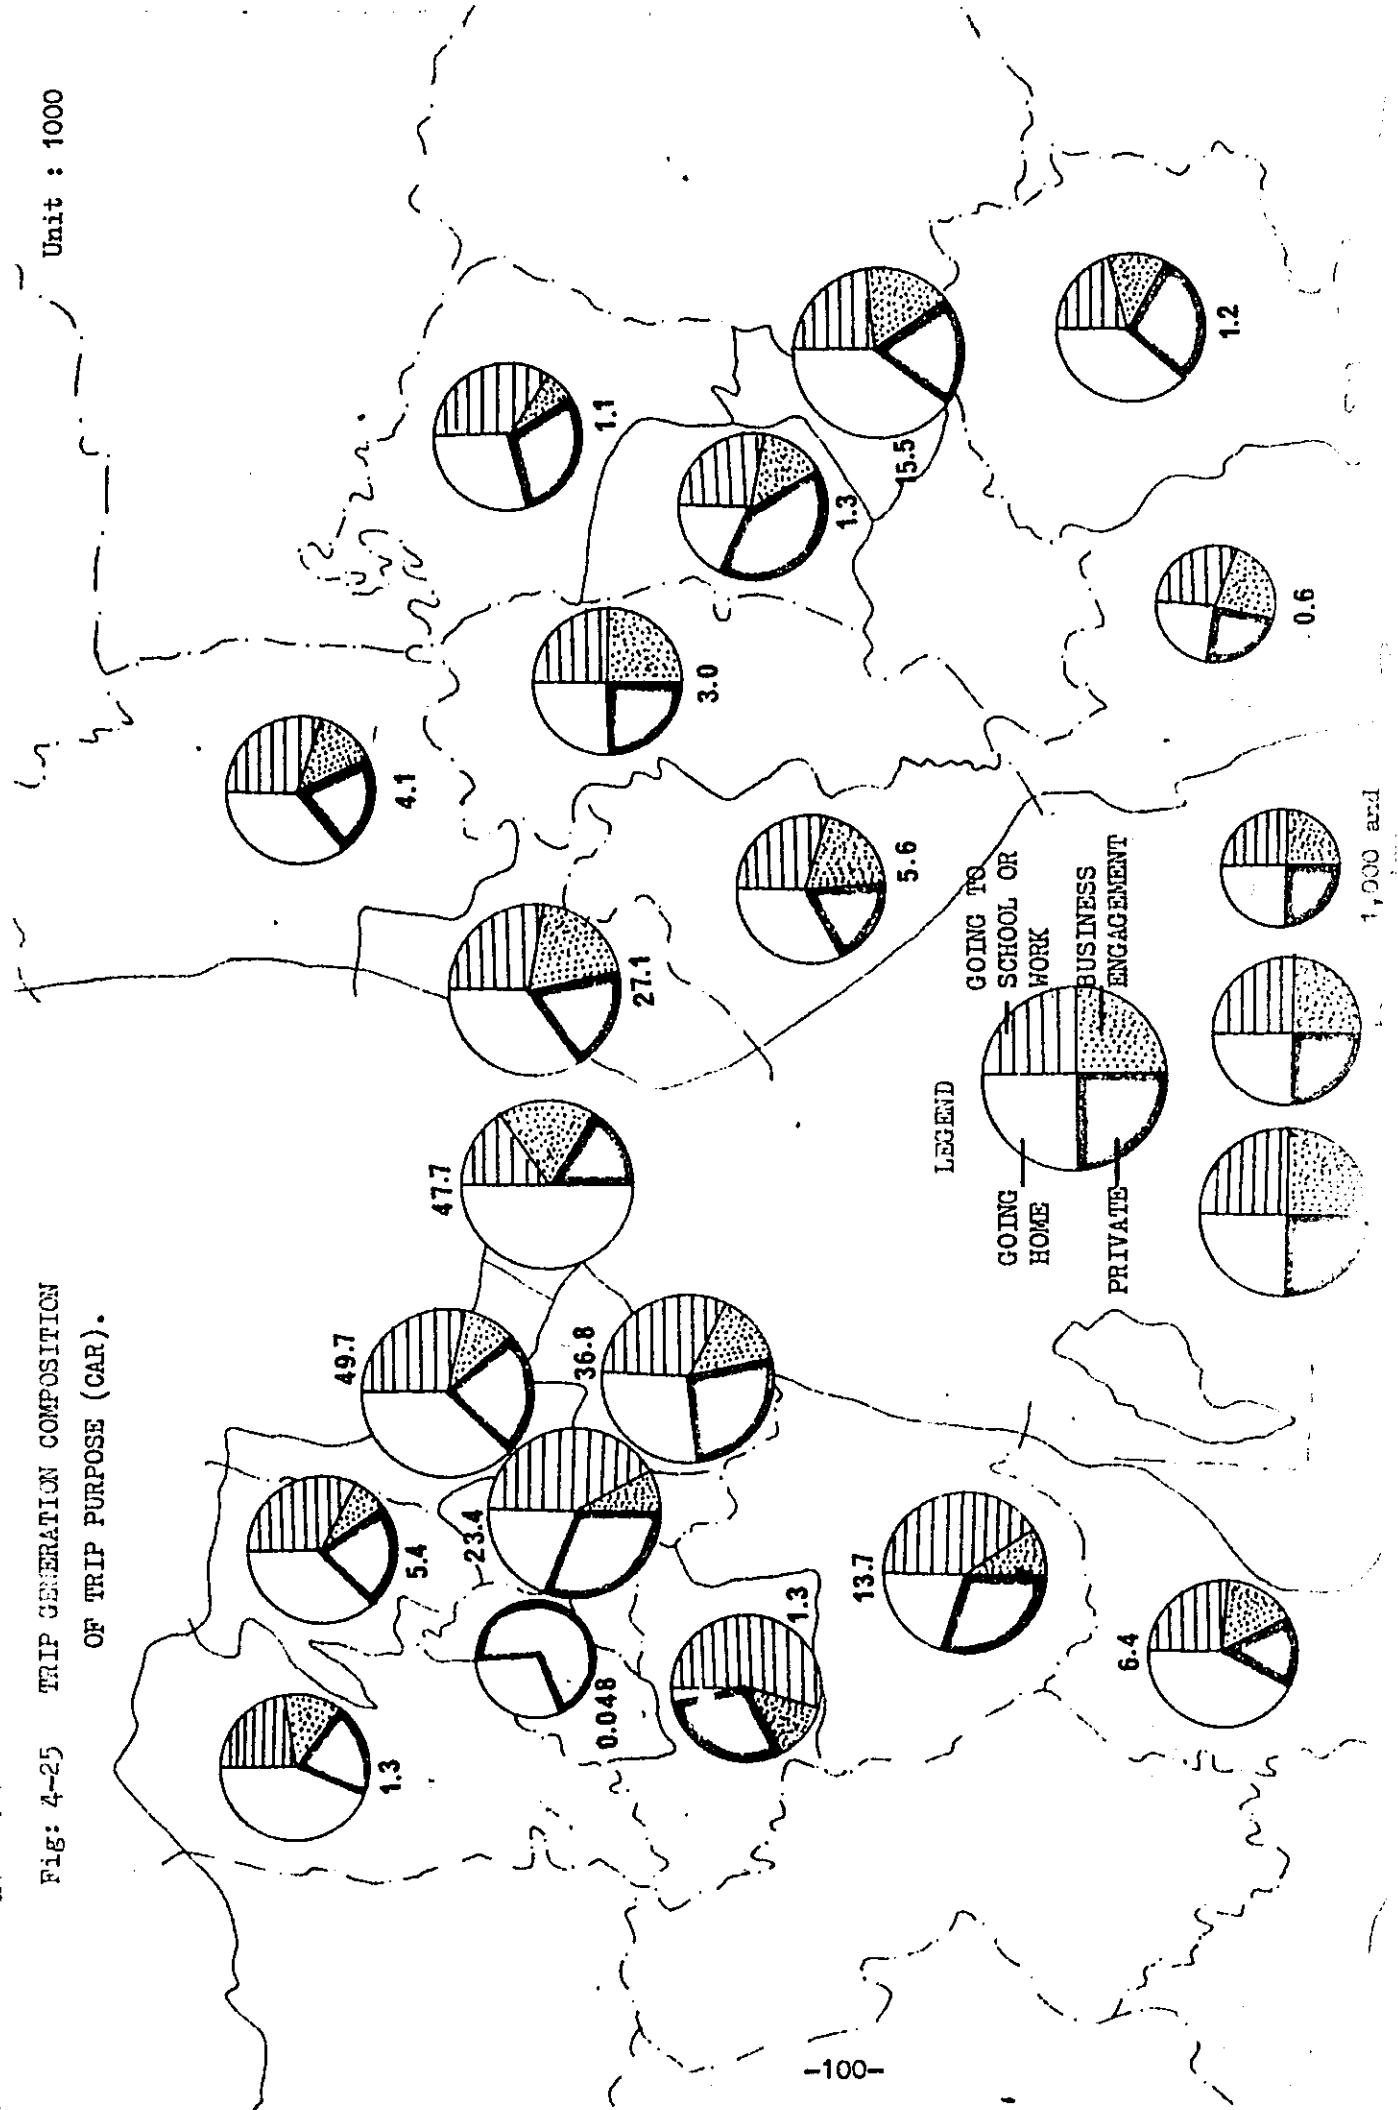 Fig: 4-25 TRIP GENERATION COMPOSITION
OF TRIP PURPOSE (CAR).
Unit : 1000
1.3
5.4
49.7
47.7
27.1
4.1
3.0
1.1
1.3
15.5
1.2
0.6
5.6
36.8
23.4
0.048
1.3
13.7
6.4
LEGEND
GOING
HOME
GOING TO
SCHOOL OR
WORK
PRIVATE
BUSINESS
ENGAGEMENT
1,000 and
-100-